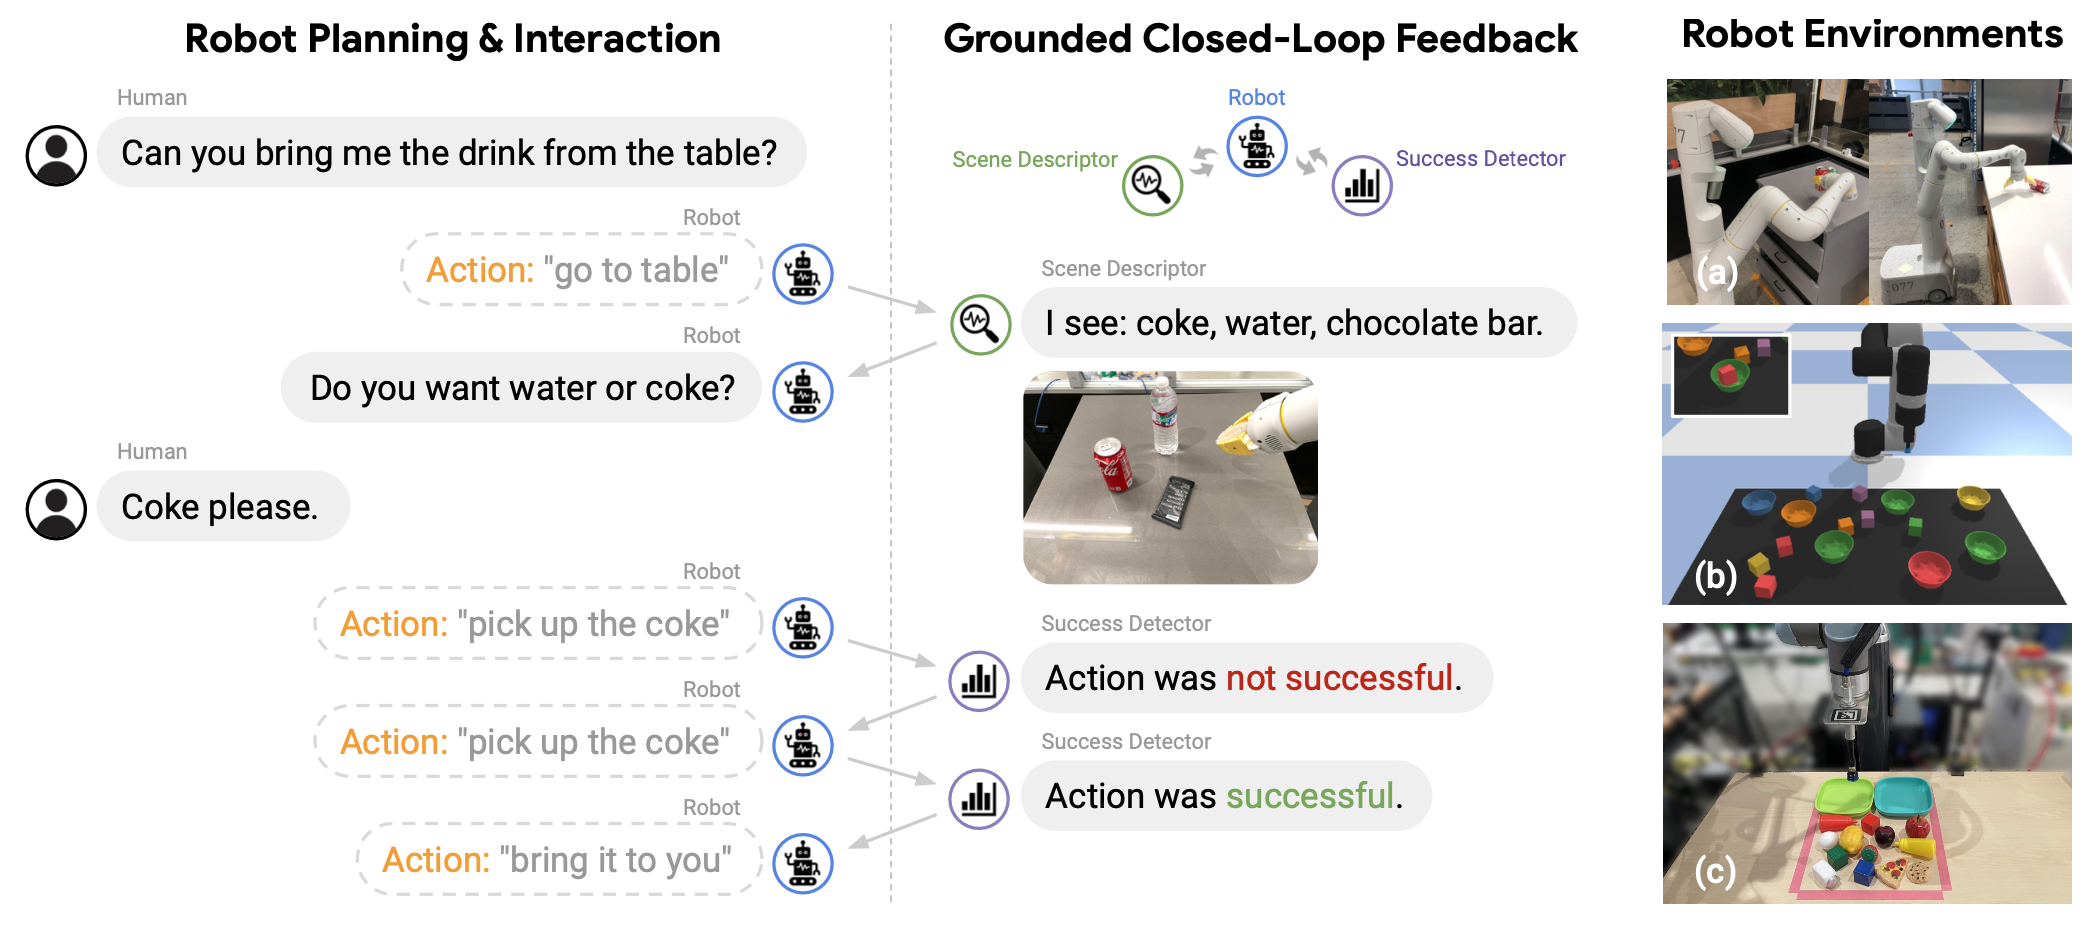 Robot Planning & Interaction
Human
Can you bring me the drink from the table?
Robot
Action: "go to table"
Robot
Do you want water or coke?
Human
Coke please.
Robot
Action: "pick up the coke"
Robot
Action: "pick up the coke"
Robot
Action: "bring it to you"
Grounded Closed-Loop Feedback
Robot
Scene Descriptor
Success Detector
Scene Descriptor
I see: coke, water, chocolate bar.
Success Detector
Action was not successful.
Success Detector
Action was successful.
Robot Environments
(a)
077
(b)
(c)